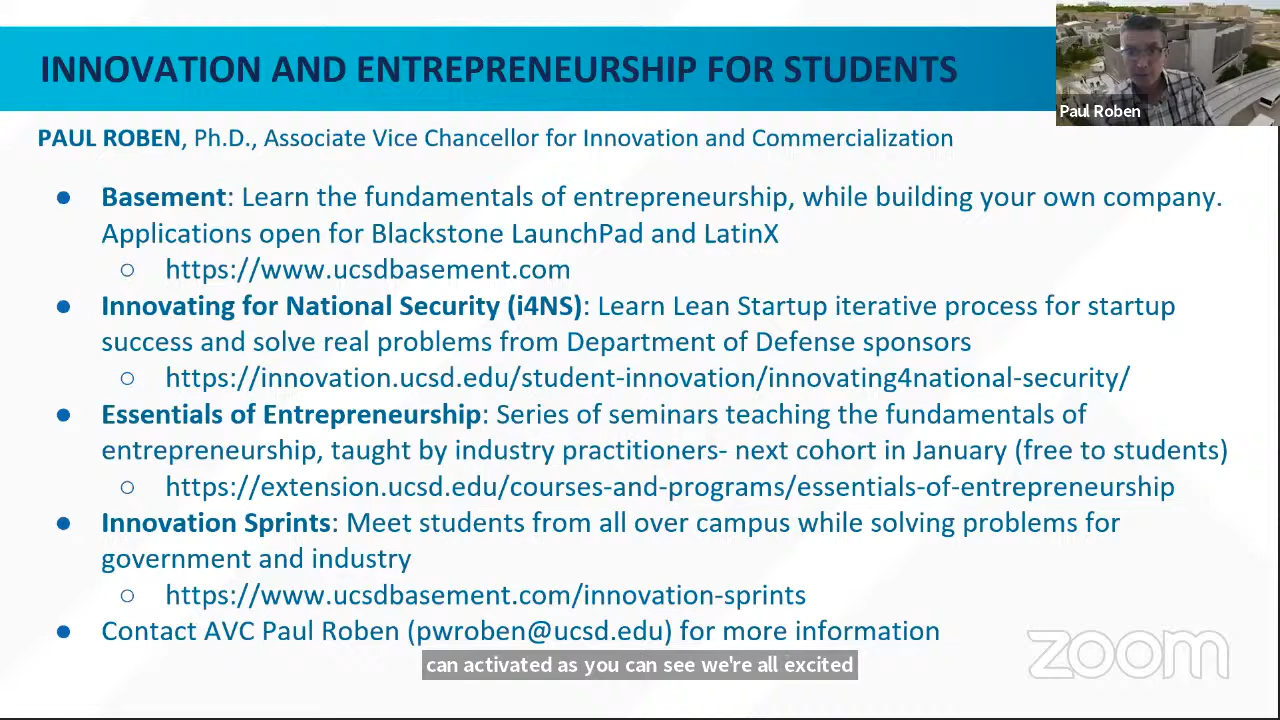 INNOVATION AND ENTREPRENEURSHIP FOR STUDENTS
Paul Roben
PAUL ROBEN, Ph.D., Associate Vice Chancellor for Innovation and Commercialization
● Basement: Learn the fundamentals of entrepreneurship, while building your own company.
Applications open for Blackstone LaunchPad and LatinX
○ https://www.ucsdbasement.com
● Innovating for National Security (i4NS): Learn Lean Startup iterative process for startup
success and solve real problems from Department of Defense sponsors
○ https://innovation.ucsd.edu/student-innovation/innovating4national-security/
● Essentials of Entrepreneurship: Series of seminars teaching the fundamentals of
entrepreneurship, taught by industry practitioners- next cohort in January (free to students)
○ https://extension.ucsd.edu/courses-and-programs/essentials-of-entrepreneurship
● Innovation Sprints: Meet students from all over campus while solving problems for
government and industry
○ https://www.ucsdbasement.com/innovation-sprints
● Contact AVC Paul Roben (pwroben@ucsd.edu) for more information
zoom
can activated as you can see we're all excited